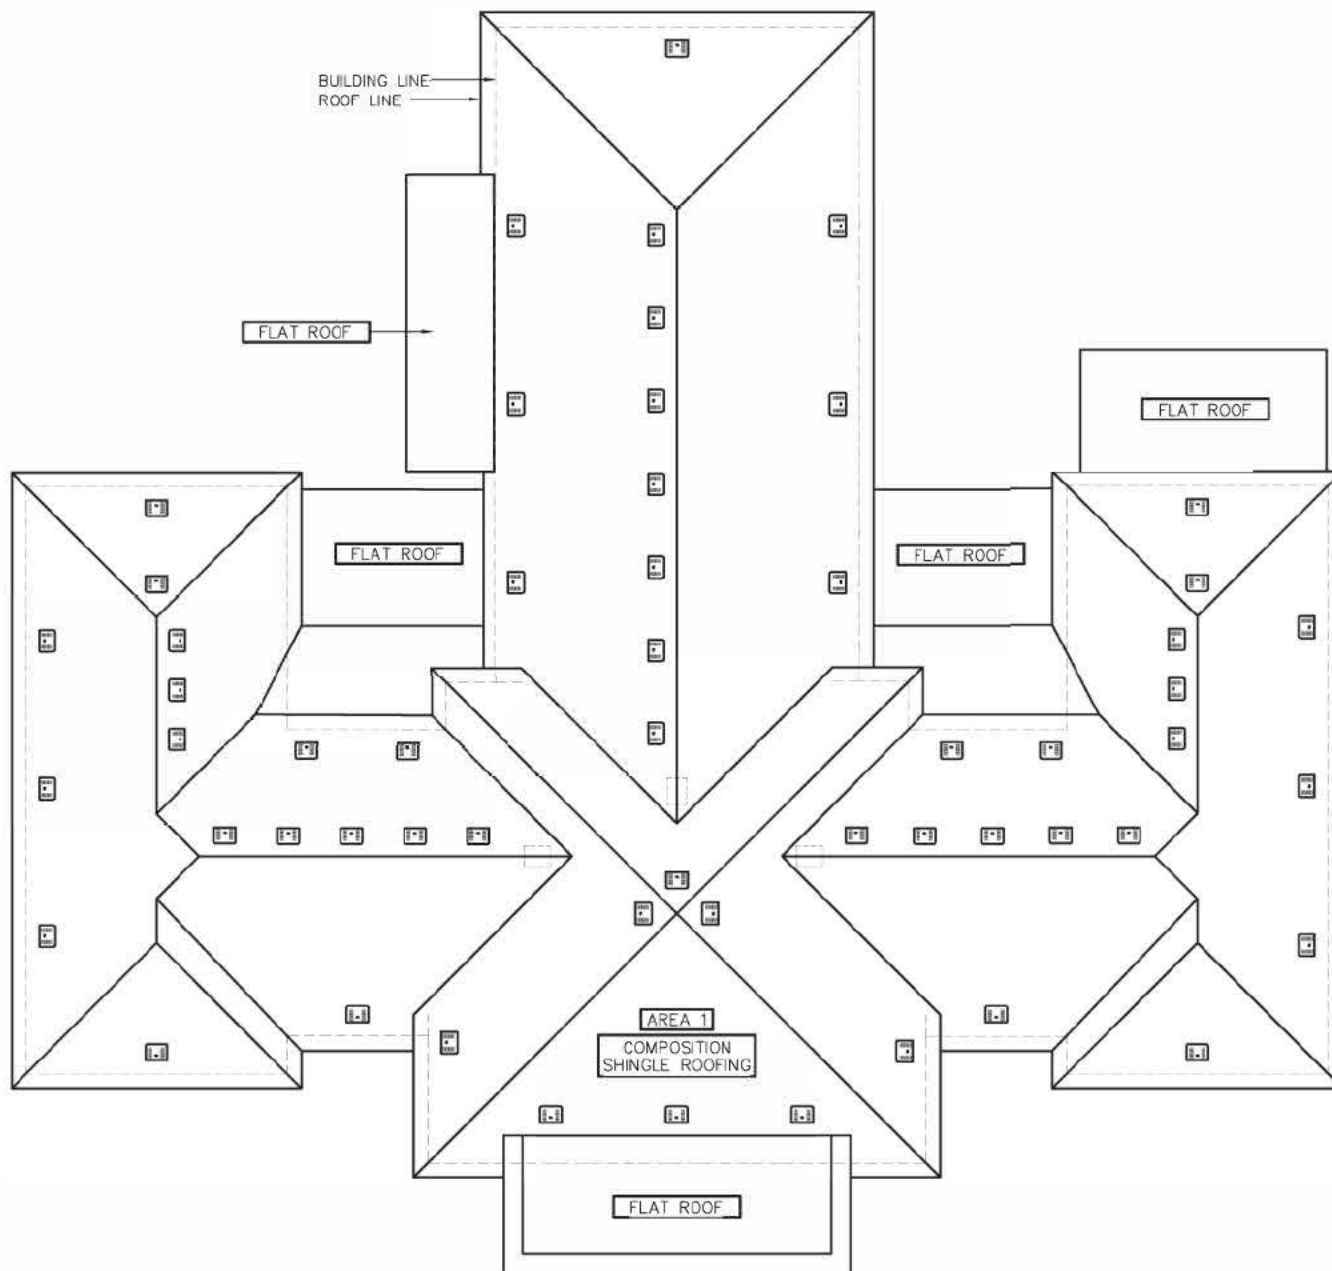 BUILDING LINE
ROOF LINE
FLAT ROOF
FLAT ROOF
FLAT ROOF
FLAT ROOF
AREA 1
COMPOSITION
SHINGLE ROOFING
FLAT ROOF